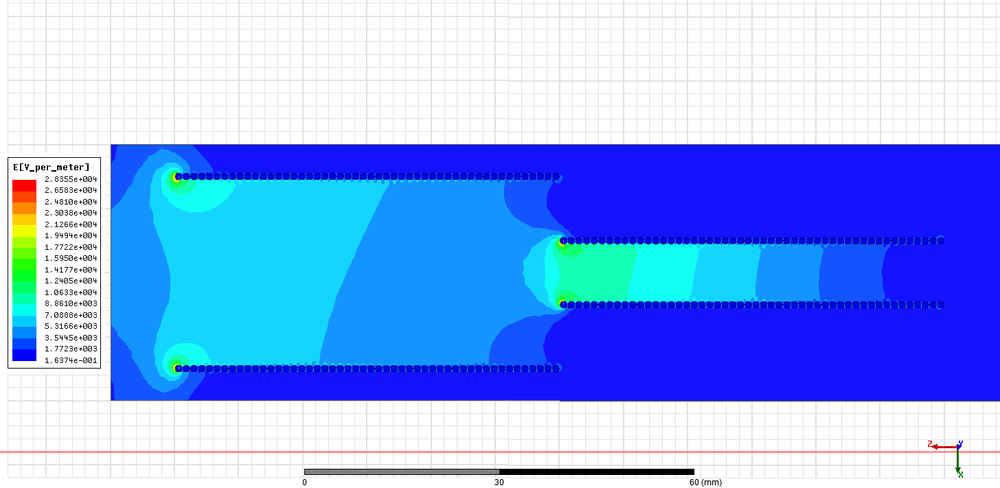 E[V_per_meter]
2.8355e+004
2.6583e+004
2.4810e+004
2.3038e+004
2.1266e+004
1.9494e+004
1.7722e+004
1.5950e+004
1.4177e+004
1.2405e+004
1.0633e+004
8.8610e+003
7.0888e+003
5.3166e+003
3.5445e+003
1.7723e+003
1.6374e-001
Z Y
X
0 30 60 (mm)